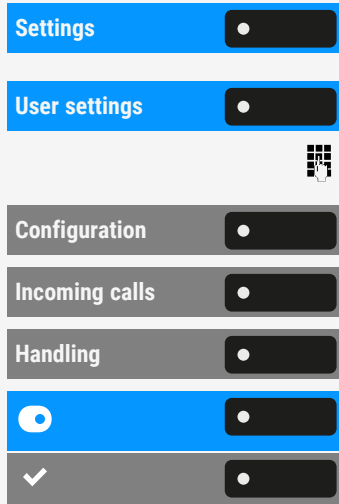 Settings
User settings
Configuration
Incoming calls
Handling